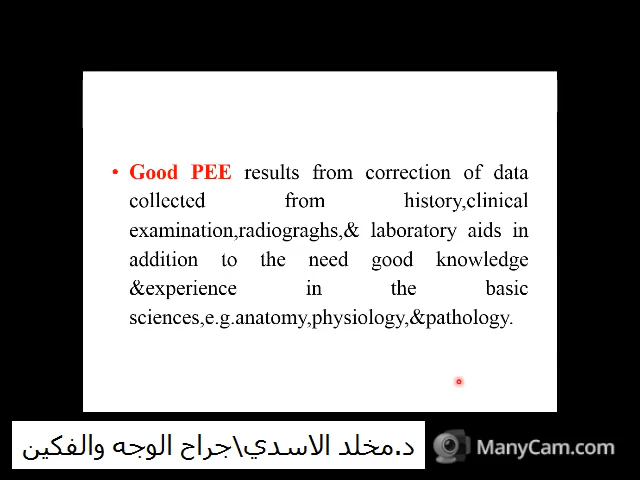 • Good PEE results from correction of data
collected from history,clinical
examination,radiograghs,& laboratory aids in
addition to the need good knowledge
&experience in the basic
sciences,e.g.anatomy,physiology,&pathology.
د.مخلد الاسدي\جراح الوجه والفكين
ManyCam.com